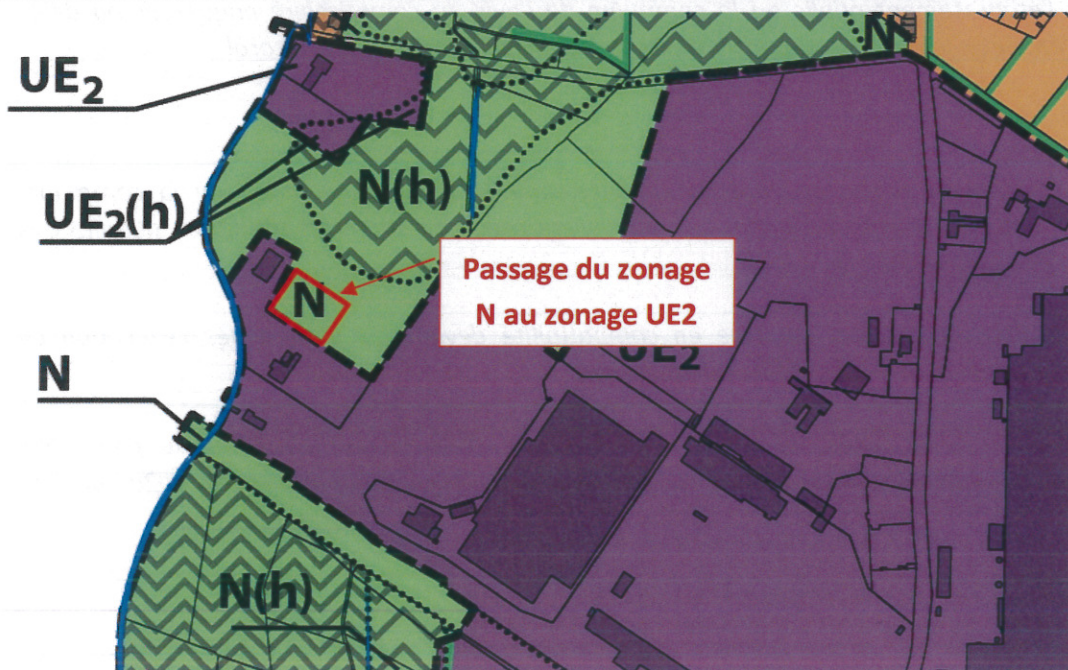 N
UE2
N(h)
UE2(h)
Passage du zonage
N au zonage UE2
N
UE2
N
N(h)